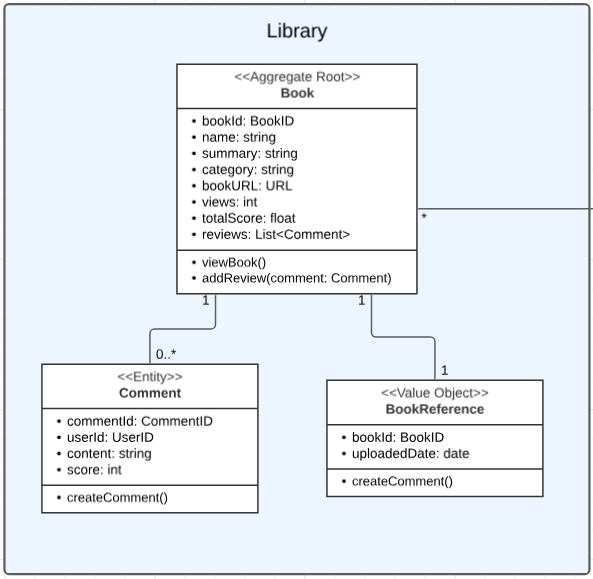 Library
<<Aggregate Root>>
Book
• bookId: BookID
• name: string
• summary: string
• category: string
• bookURL: URL
• views: int
• totalScore: float
• reviews: List<Comment>
*
• viewBook()
• addReview(comment: Comment)
1
1
0..*
1
<<Entity>>
Comment
• commentId: CommentID
• userId: UserID
• content: string
• score: int
• createComment()
<<Value Object>>
BookReference
• bookId: BookID
• uploadedDate: date
• createComment()